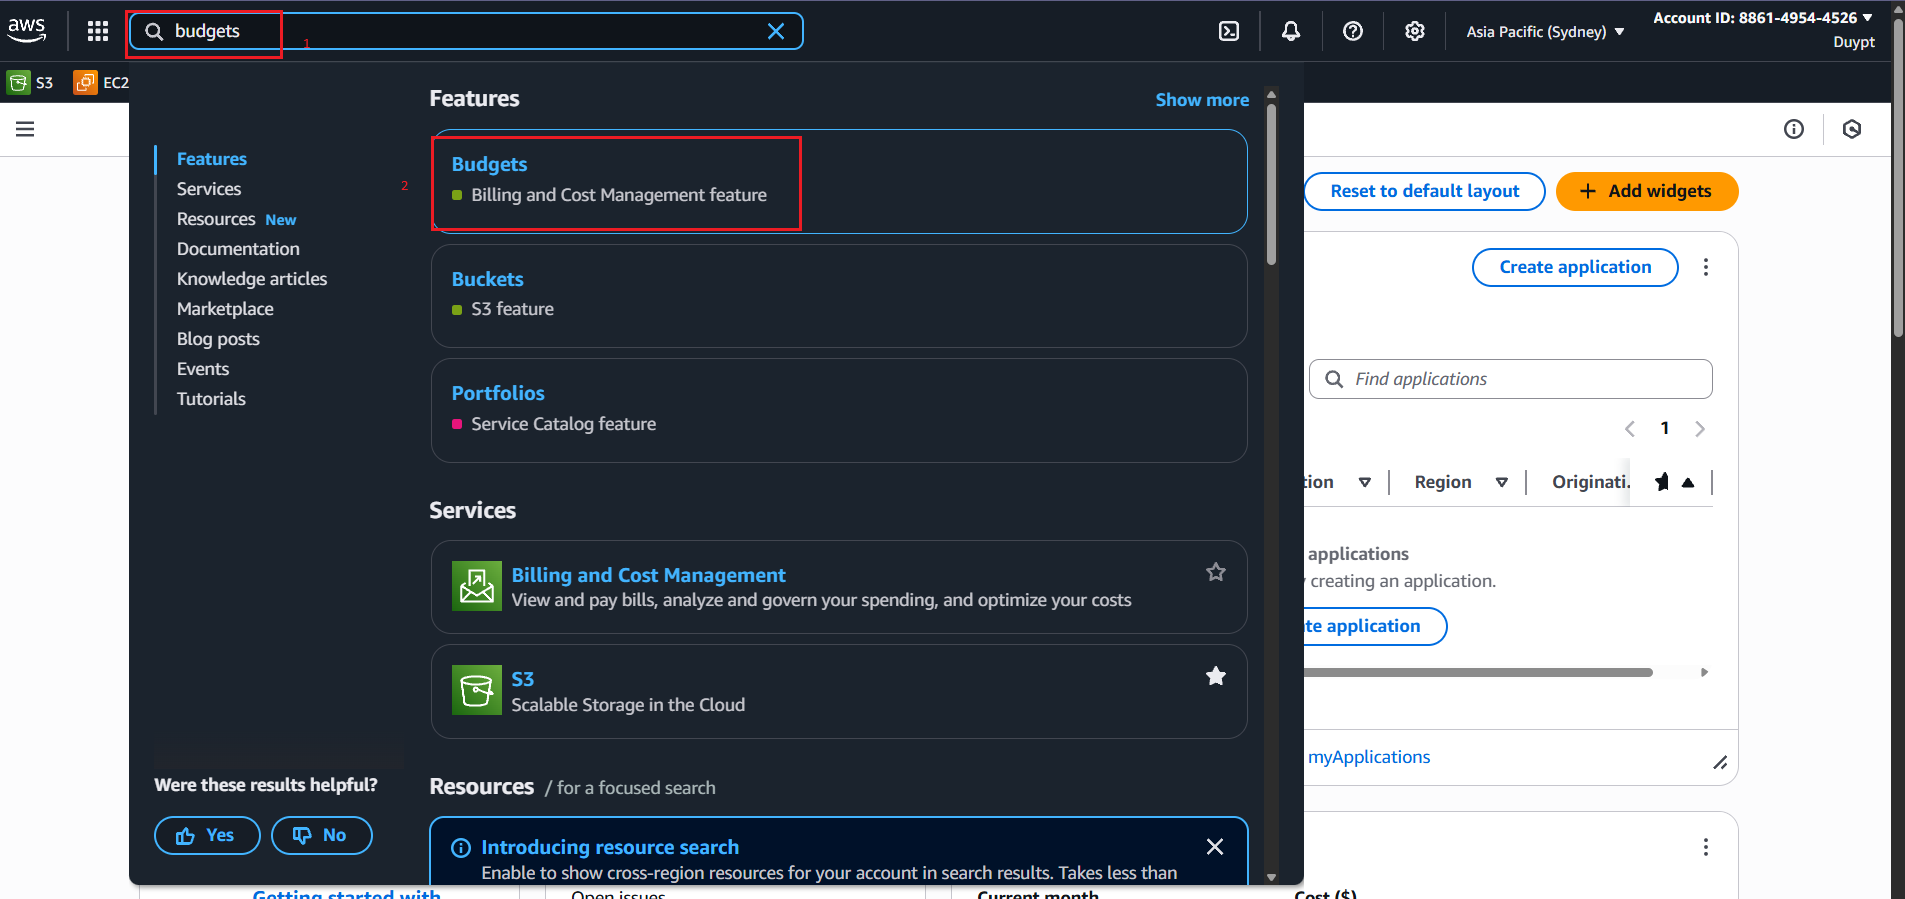 aws
budgets
1
Asia Pacific (Sydney)
Account ID: 8861-4954-4526
Duypt
S3
EC2
Features
Show more
Features
Services
Resources New
Documentation
Knowledge articles
Marketplace
Blog posts
Events
Tutorials
2
Budgets
Billing and Cost Management feature
Buckets
S3 feature
Portfolios
Service Catalog feature
Services
Billing and Cost Management
View and pay bills, analyze and govern your spending, and optimize your costs
S3
Scalable Storage in the Cloud
Resources / for a focused search
Introducing resource search
Enable to show cross-region resources for your account in search results. Takes less than
Were these results helpful?
Yes
No
Reset to default layout
+ Add widgets
Create application
Find applications
1
tion
Region
Originati.
applications
creating an application.
te application
myApplications
Getting started with
Open issues
Current month
Cost ($)